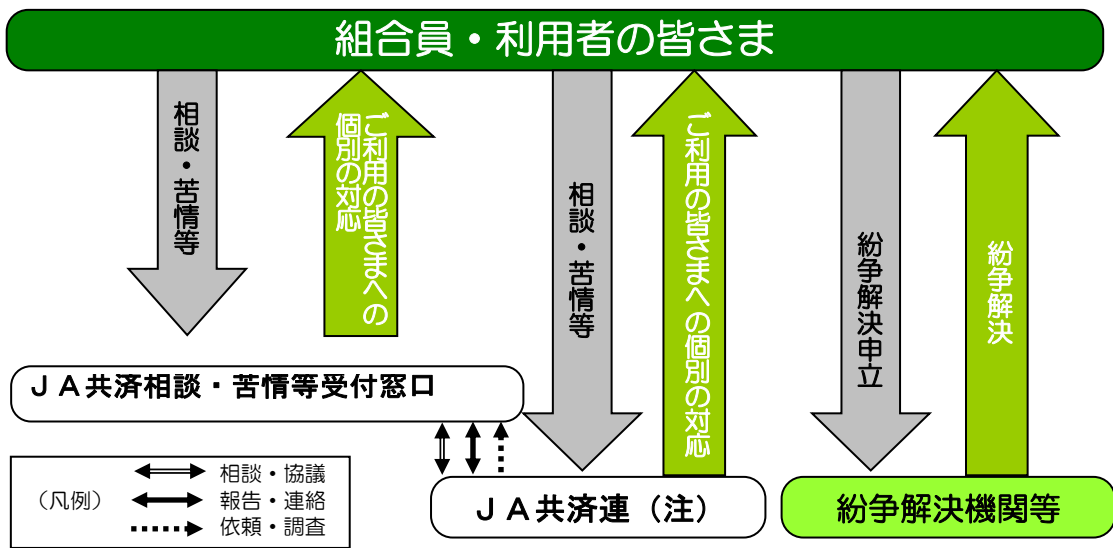 組合員・利用者の皆さま
相談・苦情等
ご利用の皆さまへの
個別の対応
相談・苦情等
ご利用の皆さまへの個別の対応
紛争解決申立
紛争解決
ＪＡ共済相談・苦情等受付窓口
ＪＡ共済連（注）
紛争解決機関等
（凡例）
相談・協議
報告・連絡
依頼・調査